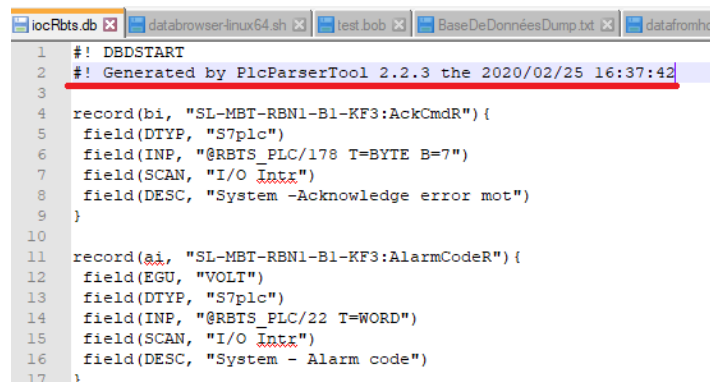 iocRbts.db databrowser-linux64.sh test.bob BaseDeDonnéesDump.txt datafromho
1 #! DBDSTART
2 #! Generated by PlcParserTool 2.2.3 the 2020/02/25 16:37:42
3
4 record(bi, "SL-MBT-RBN1-B1-KF3:AckCmdR"){
5 field(DTYP, "S7plc")
6 field(INP, "@RBTS_PLC/178 T=BYTE B=7")
7 field(SCAN, "I/O Intr")
8 field(DESC, "System -Acknowledge error mot")
9 }
10
11 record(ai, "SL-MBT-RBN1-B1-KF3:AlarmCodeR"){
12 field(EGU, "VOLT")
13 field(DTYP, "S7plc")
14 field(INP, "@RBTS_PLC/22 T=WORD")
15 field(SCAN, "I/O Intr")
16 field(DESC, "System - Alarm code")
17 }